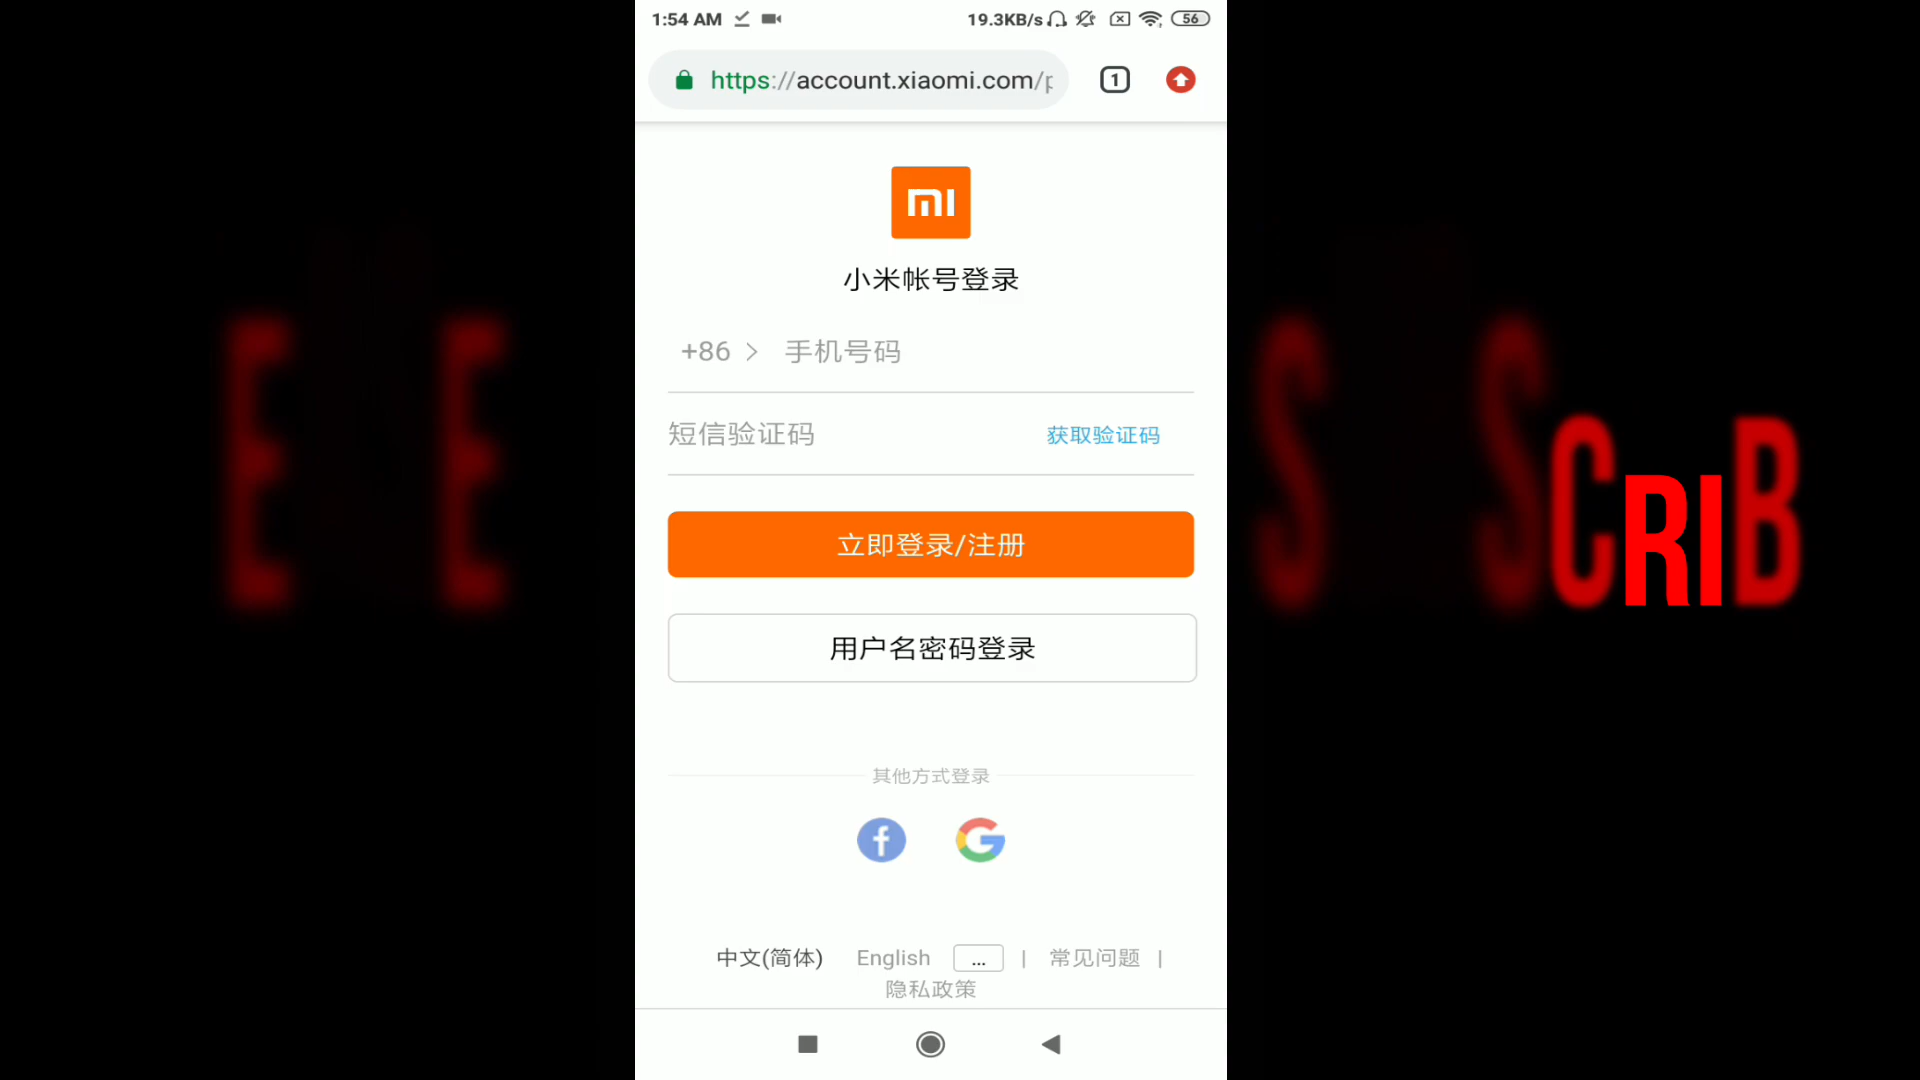 1:54 AM 19.3KB/s 56
https://account.xiaomi.com/p
1
mi
小米帐号登录
+86 > 手机号码
短信验证码 获取验证码
立即登录/注册
用户名密码登录
其他方式登录
f G
中文(简体) English ... | 常见问题 |
隐私政策
E E S SCRIB